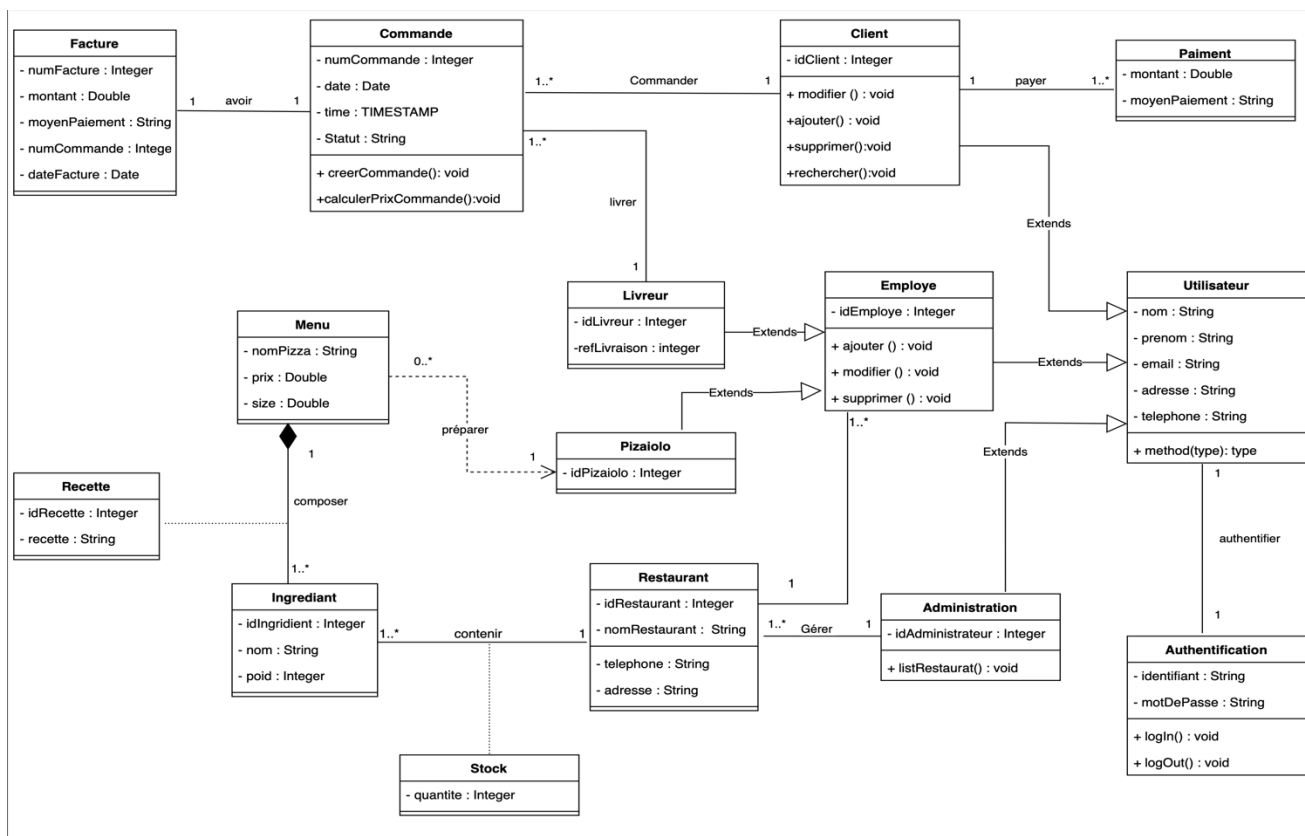 Facture
- numFacture : Integer
- montant : Double
- moyenPaiement : String
- numCommande : Intege
- dateFacture : Date
1
avoir
1
Commande
- numCommande : Integer
- date : Date
- time : TIMESTAMP
- Statut : String
+ creerCommande(): void
+calculerPrixCommande():void
1..*
Commander
1
1..*
livrer
1
Client
- idClient : Integer
+ modifier () : void
+ajouter() : void
+supprimer():void
+rechercher():void
1
payer
1..*
Paiment
- montant : Double
- moyenPaiement : String
Extends
Livreur
- idLivreur : Integer
-refLivraison : integer
Extends
Employe
- idEmploye : Integer
+ ajouter () : void
+ modifier () : void
+ supprimer () : void
1..*
Extends
Utilisateur
- nom : String
- prenom : String
- email : String
- adresse : String
- telephone : String
+ method(type): type
1
authentifier
1
Menu
- nomPizza : String
- prix : Double
- size : Double
0..*
préparer
1
Extends
Pizaiolo
- idPizaiolo : Integer
Extends
1
composer
1..*
Recette
- idRecette : Integer
- recette : String
Ingrediant
- idIngridient : Integer
- nom : String
- poid : Integer
1..*
contenir
1
Restaurant
- idRestaurant : Integer
- nomRestaurant : String
- telephone : String
- adresse : String
1
1..*
Gérer
1
Administration
- idAdministrateur : Integer
+ listRestaurat() : void
Authentification
- identifiant : String
- motDePasse : String
+ logIn() : void
+ logOut() : void
Stock
- quantite : Integer